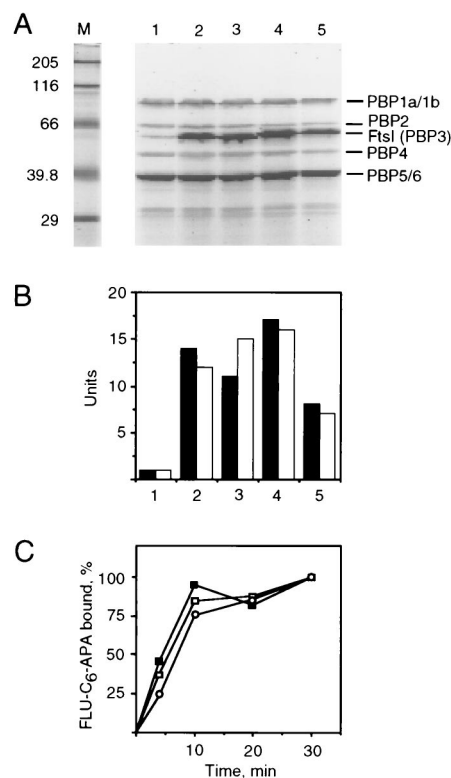 A
M
1 2 3 4 5
205
116
66
39.8
29
PBP1a/1b
PBP2
FtsI (PBP3)
PBP4
PBP5/6
B
20
15
10
5
Units
1 2 3 4 5
C
100
75
50
25
FLU-C6-APA bound, %
10 20 30
Time, min